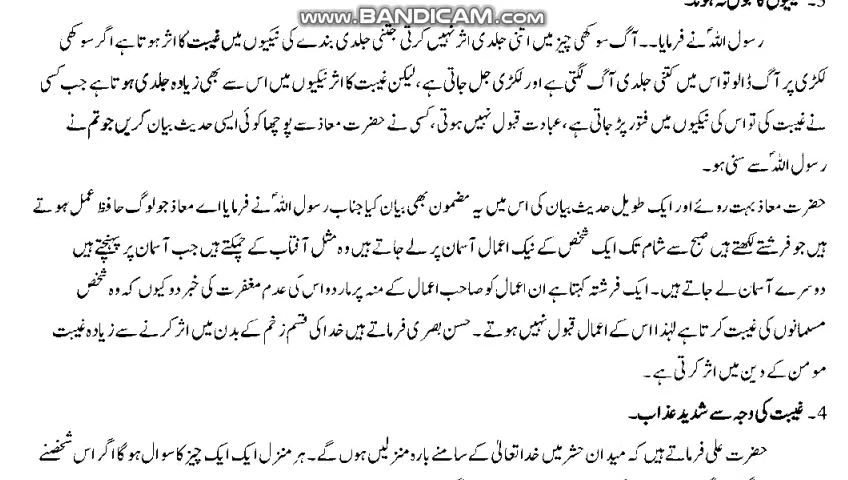 WWW.BANDICAM.COM
رسول اللہؐ نے فرمایا۔۔ آگ سوکھی چیز میں اتنی جلدی اثر نہیں کرتی جتنی جلدی بندے کی نیکیوں میں غیبت کا اثر ہوتا ہے اگر سوکھی
لکڑی پر آگ ڈالو تو اس میں کتنی جلدی آگ لگتی ہے اور لکڑی جل جاتی ہے، لیکن غیبت کا اثر نیکیوں میں اس سے بھی زیادہ جلدی ہوتا ہے جب کسی
نے غیبت کی تو اس کی نیکیوں میں فتور پڑ جاتی ہے، عبادت قبول نہیں ہوتی، کسی نے حضرت معاذ سے پوچھا کوئی ایسی حدیث بیان کریں جو تم نے
رسول اللہؐ سے سنی ہو۔
حضرت معاذ بہت روئے اور ایک طویل حدیث بیان کی اس میں یہ مضمون بھی بیان کیا جناب رسول اللہؐ نے فرمایا اے معاذ جو لوگ حافظ عمل ہوتے
ہیں جو فرشتے لکھتے ہیں صبح سے شام تک ایک شخص کے نیک اعمال آسمان پر لے جاتے ہیں وہ مثل آفتاب کے چمکتے ہیں جب آسمان پر پہنچتے ہیں
دوسرے آسمان لے جاتے ہیں۔ ایک فرشتہ کہتا ہے ان اعمال کو صاحب اعمال کے منہ پر مار دو اس کی عدم مغفرت کی خبر دو کیوں کہ وہ شخص
مسلمانوں کی غیبت کرتا ہے لہٰذا اس کے اعمال قبول نہیں ہوتے۔ حسن بصری فرماتے ہیں خدا کی قسم زخم کے بدن میں اثر کرنے سے زیادہ غیبت
مومن کے دین میں اثر کرتی ہے۔
4۔ غیبت کی وجہ سے شدید عذاب۔
حضرت علی فرماتے ہیں کہ میدان حشر میں خدا تعالیٰ کے سامنے بارہ منزلیں ہوں گے۔ ہر منزل ایک ایک چیز کا سوال ہوگا اگر اس شخصنے